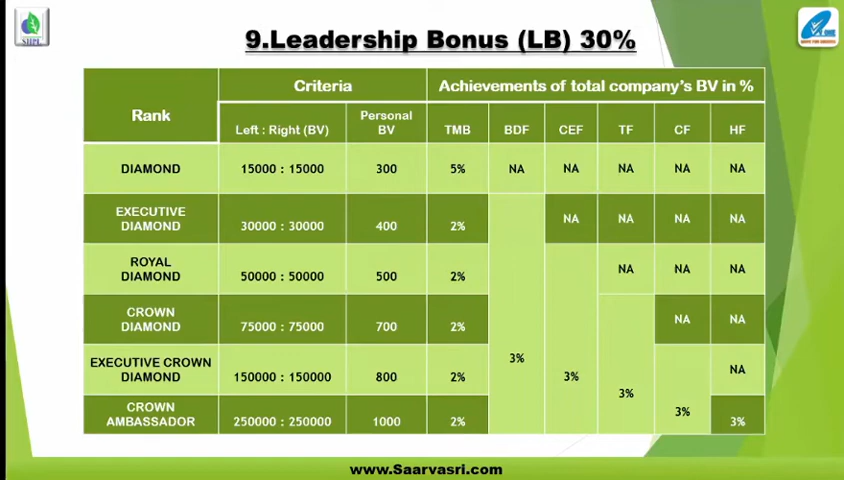 SHPL
9.Leadership Bonus (LB) 30%
Rank Criteria Achievements of total company's BV in %
Left : Right (BV) Personal BV TMB BDF CEF TF CF HF
DIAMOND 15000 : 15000 300 5% NA NA NA NA NA
EXECUTIVE DIAMOND 30000 : 30000 400 2% NA NA NA NA
ROYAL DIAMOND 50000 : 50000 500 2% NA NA NA
CROWN DIAMOND 75000 : 75000 700 2% NA NA
EXECUTIVE CROWN DIAMOND 150000 : 150000 800 2% 3% 3% NA
CROWN AMBASSADOR 250000 : 250000 1000 2% 3% 3% 3%
www.Saarvasri.com